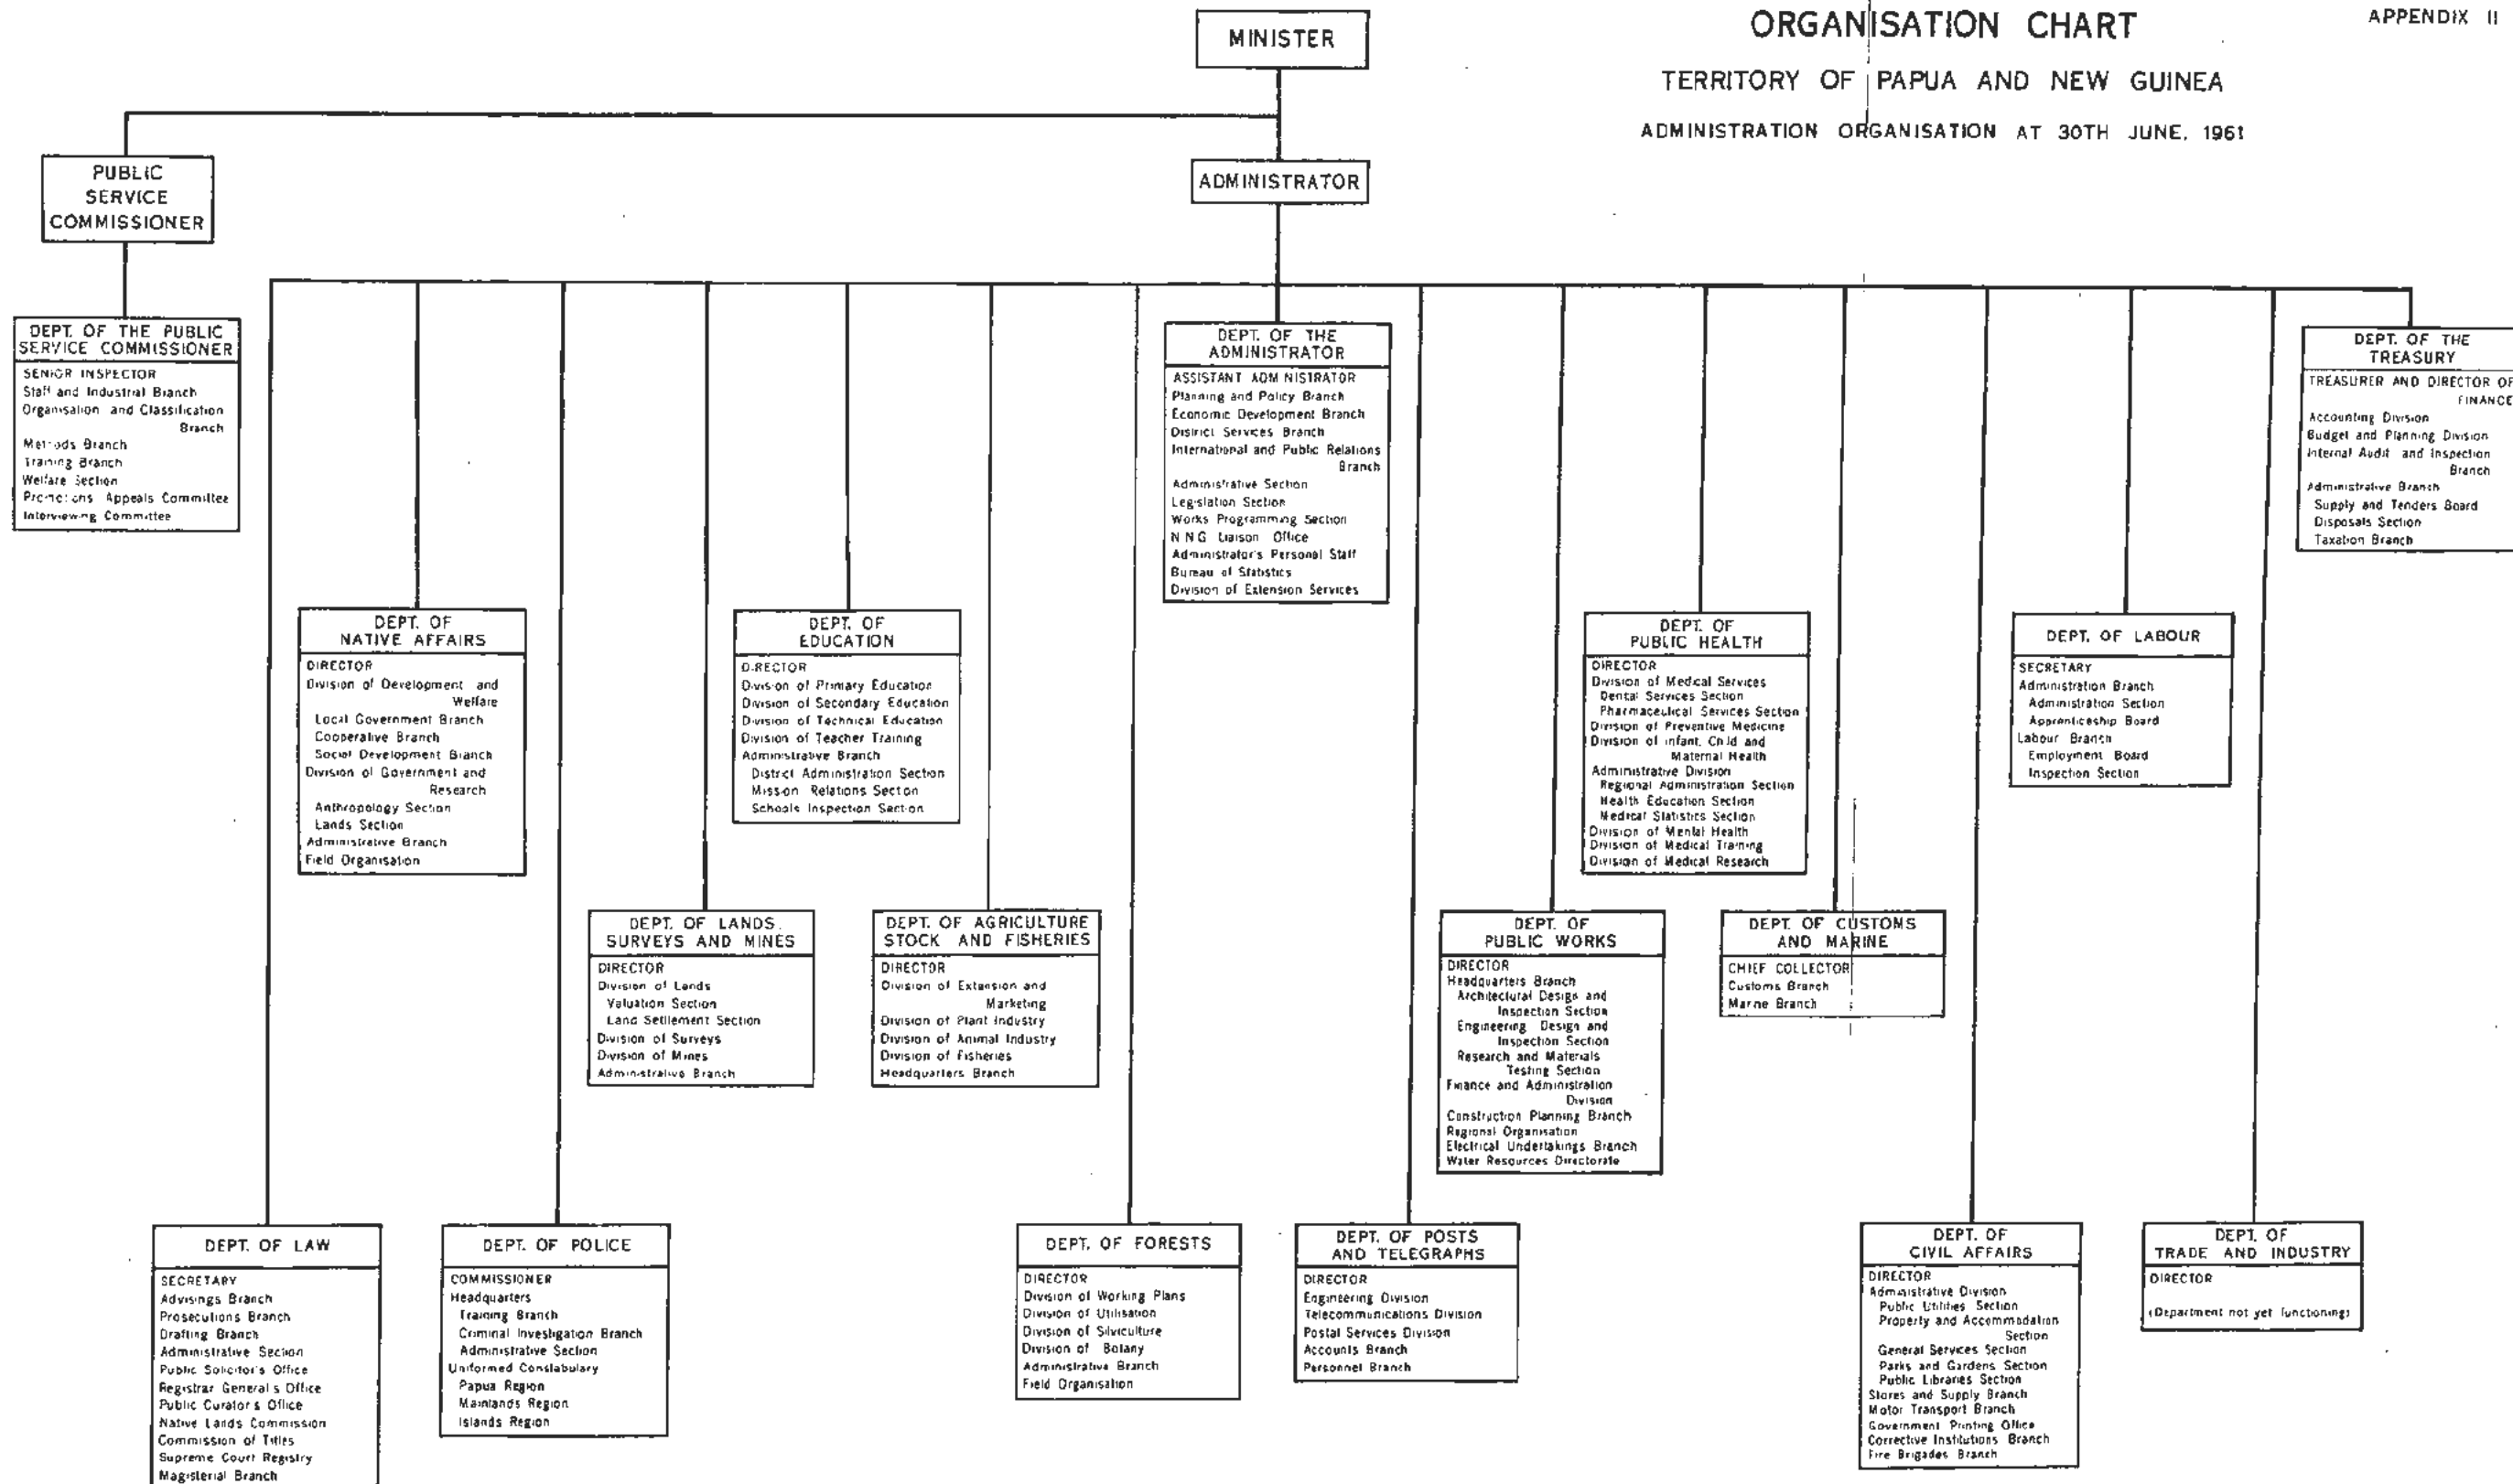 ORGANISATION CHART
APPENDIX II
TERRITORY OF PAPUA AND NEW GUINEA
ADMINISTRATION ORGANISATION AT 30TH JUNE, 1961
MINISTER
PUBLIC
SERVICE
COMMISSIONER
ADMINISTRATOR
DEPT. OF THE PUBLIC
SERVICE COMMISSIONER
SENIOR INSPECTOR
Staff and Industrial Branch
Organisation and Classification
Branch
Methods Branch
Training Branch
Welfare Section
Promotions Appeals Committee
Interviewing Committee
DEPT. OF THE
ADMINISTRATOR
ASSISTANT ADMINISTRATOR
Planning and Policy Branch
Economic Development Branch
District Services Branch
International and Public Relations
Branch
Administrative Section
Legislation Section
Works Programming Section
N N G Liaison Office
Administrator's Personal Staff
Bureau of Statistics
Division of Extension Services
DEPT. OF THE
TREASURY
TREASURER AND DIRECTOR OF
FINANCE
Accounting Division
Budget and Planning Division
Internal Audit and Inspection
Branch
Administrative Branch
Supply and Tenders Board
Disposals Section
Taxation Branch
DEPT. OF
NATIVE AFFAIRS
DIRECTOR
Division of Development and
Welfare
Local Government Branch
Cooperative Branch
Social Development Branch
Division of Government and
Research
Anthropology Section
Lands Section
Administrative Branch
Field Organisation
DEPT. OF
EDUCATION
DIRECTOR
Division of Primary Education
Division of Secondary Education
Division of Technical Education
Division of Teacher Training
Administrative Branch
District Administration Section
Mission Relations Section
Schools Inspection Section
DEPT. OF
PUBLIC HEALTH
DIRECTOR
Division of Medical Services
Dental Services Section
Pharmaceutical Services Section
Division of Preventive Medicine
Division of Infant, Child and
Maternal Health
Administrative Division
Regional Administration Section
Health Education Section
Medical Statistics Section
Division of Mental Health
Division of Medical Training
Division of Medical Research
DEPT. OF LABOUR
SECRETARY
Administration Branch
Administration Section
Apprenticeship Board
Labour Branch
Employment Board
Inspection Section
DEPT. OF LANDS,
SURVEYS AND MINES
DIRECTOR
Division of Lands
Valuation Section
Land Settlement Section
Division of Surveys
Division of Mines
Administrative Branch
DEPT. OF AGRICULTURE
STOCK AND FISHERIES
DIRECTOR
Division of Extension and
Marketing
Division of Plant Industry
Division of Animal Industry
Division of Fisheries
Headquarters Branch
DEPT. OF
PUBLIC WORKS
DIRECTOR
Headquarters Branch
Architectural Design and
Inspection Section
Engineering Design and
Inspection Section
Research and Materials
Testing Section
Finance and Administration
Division
Construction Planning Branch
Regional Organisation
Electrical Undertakings Branch
Water Resources Directorate
DEPT. OF CUSTOMS
AND MARINE
CHIEF COLLECTOR
Customs Branch
Marine Branch
DEPT. OF LAW
SECRETARY
Advisings Branch
Prosecutions Branch
Drafting Branch
Administrative Section
Public Solicitor's Office
Registrar General's Office
Public Curator's Office
Native Lands Commission
Commission of Titles
Supreme Court Registry
Magisterial Branch
DEPT. OF POLICE
COMMISSIONER
Headquarters
Training Branch
Criminal Investigation Branch
Administrative Section
Uniformed Constabulary
Papua Region
Mainlands Region
Islands Region
DEPT. OF FORESTS
DIRECTOR
Division of Working Plans
Division of Utilisation
Division of Silviculture
Division of Botany
Administrative Branch
Field Organisation
DEPT. OF POSTS
AND TELEGRAPHS
DIRECTOR
Engineering Division
Telecommunications Division
Postal Services Division
Accounts Branch
Personnel Branch
DEPT. OF
CIVIL AFFAIRS
DIRECTOR
Administrative Division
Public Utilities Section
Property and Accommodation
Section
General Services Section
Parks and Gardens Section
Public Libraries Section
Stores and Supply Branch
Motor Transport Branch
Government Printing Office
Corrective Institutions Branch
Fire Brigades Branch
DEPT. OF
TRADE AND INDUSTRY
DIRECTOR
(Department not yet functioning)